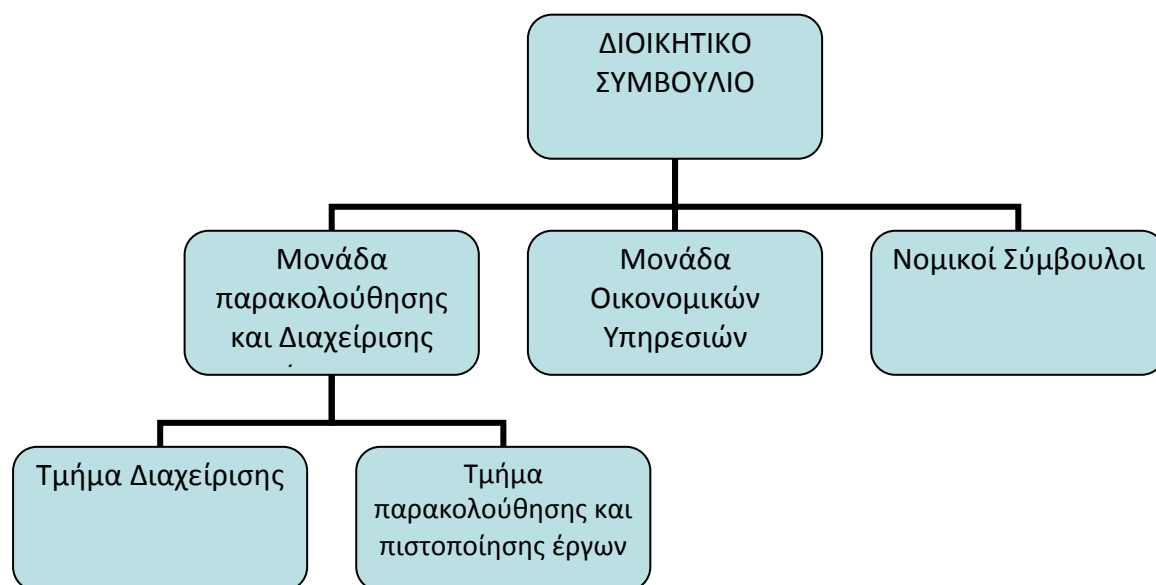 ΔΙΟΙΚΗΤΙΚΟ
ΣΥΜΒΟΥΛΙΟ
Μονάδα
παρακολούθησης
και Διαχείρισης
Μονάδα
Οικονομικών
Υπηρεσιών
Νομικοί Σύμβουλοι
Τμήμα Διαχείρισης
Τμήμα
παρακολούθησης και
πιστοποίησης έργων